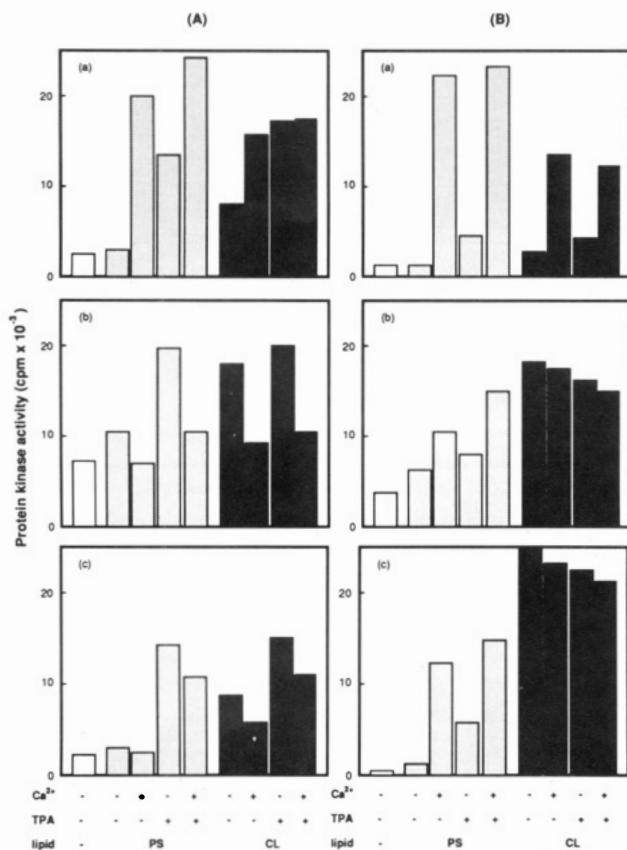 (A) (B)
(a) (a)
20 20
10 10
0 0
(b) (b)
20 20
10 10
0 0
(c) (c)
20 20
10 10
0 0
Protein kinase activity (cpm x 10⁻³)
Ca²⁺ - - • - + - + - + - - + - + - + - +
TPA - - - + + - - + + - - - + + - - + +
lipid - PS CL - PS CL